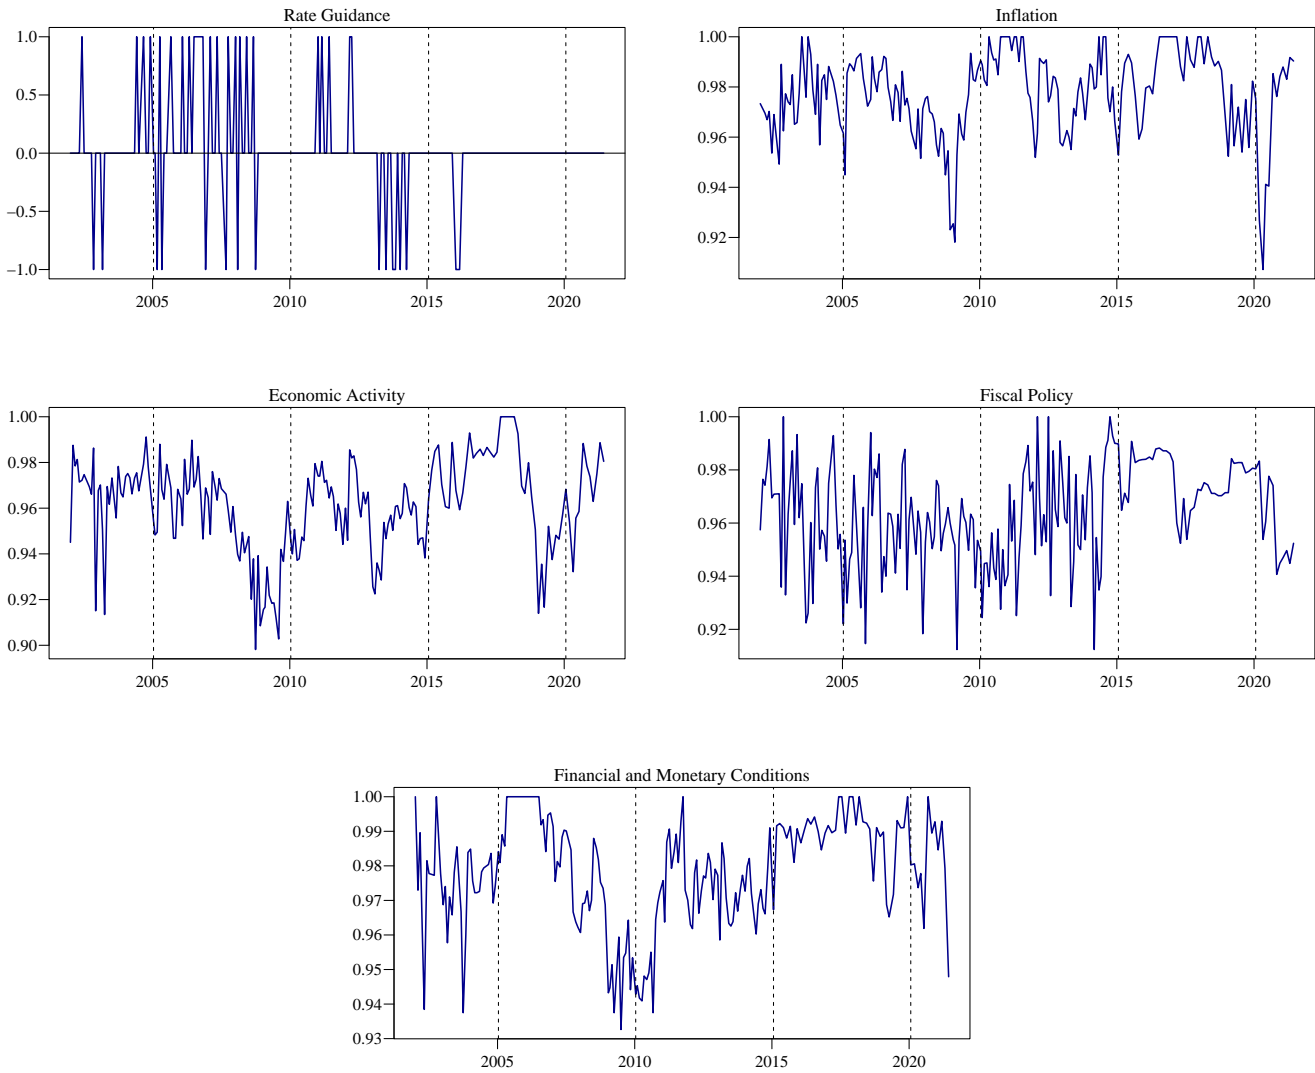 Rate Guidance
1.0
0.5
0.0
−0.5
−1.0
2005 2010 2015 2020
Inflation
1.00
0.98
0.96
0.94
0.92
2005 2010 2015 2020
Economic Activity
1.00
0.98
0.96
0.94
0.92
0.90
2005 2010 2015 2020
Fiscal Policy
1.00
0.98
0.96
0.94
0.92
2005 2010 2015 2020
Financial and Monetary Conditions
1.00
0.99
0.98
0.97
0.96
0.95
0.94
0.93
2005 2010 2015 2020